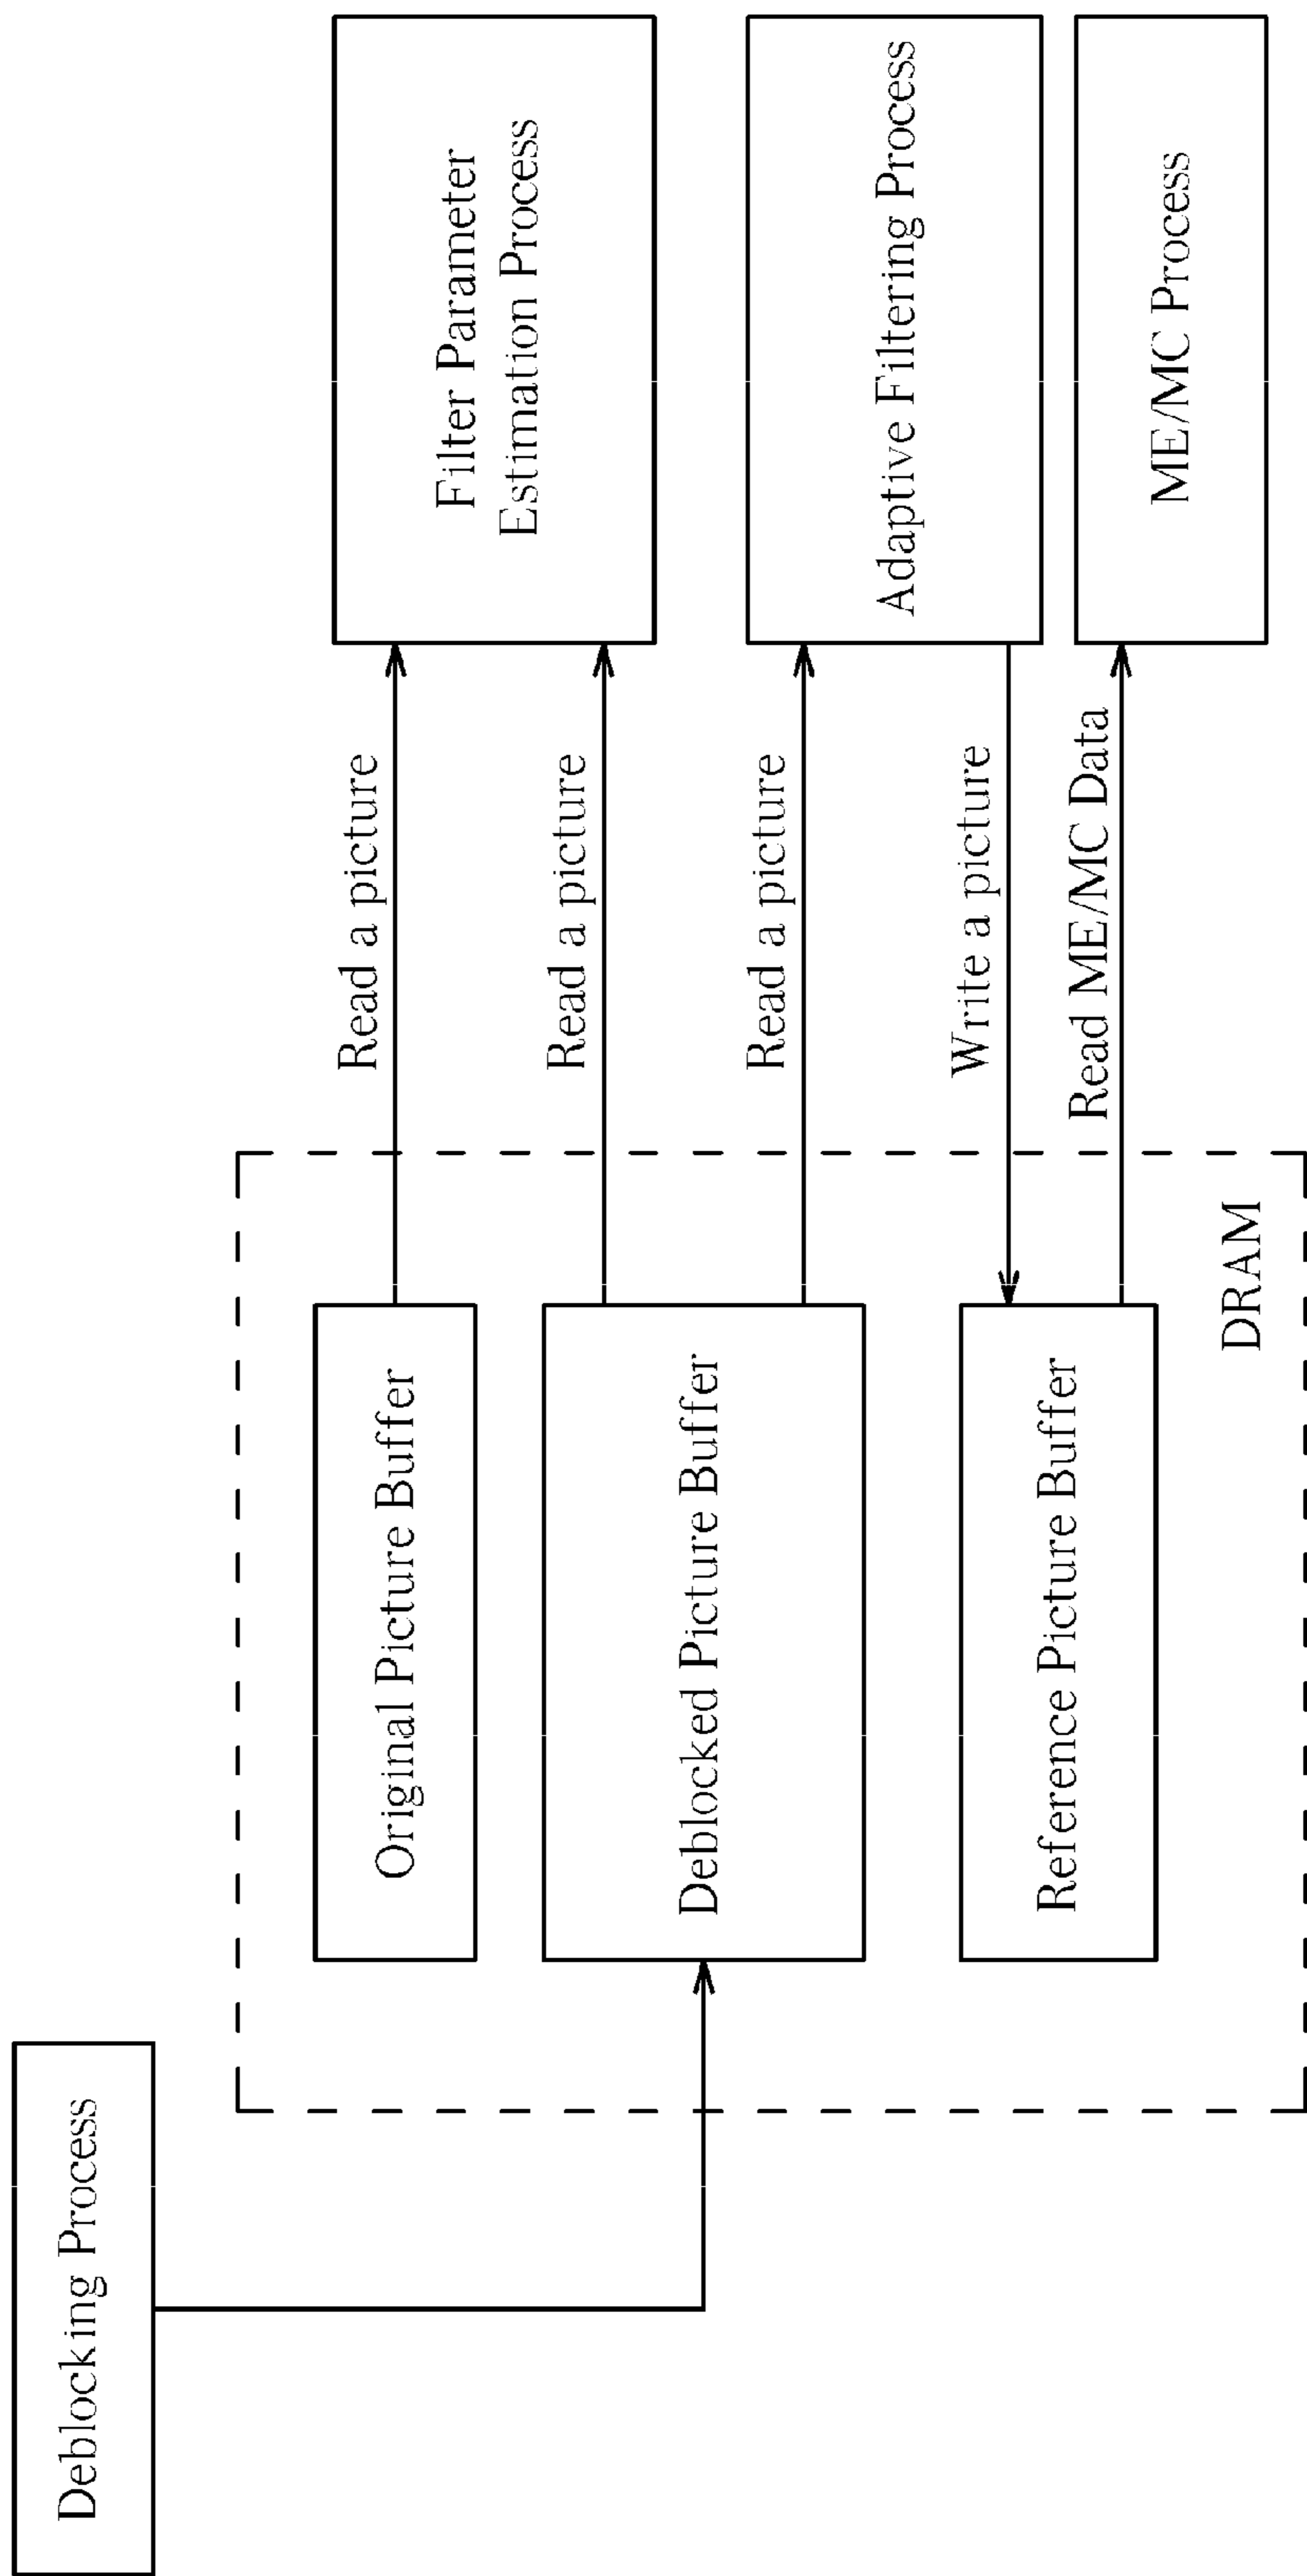 Deblocking Process
Original Picture Buffer
Read a picture
Filter Parameter
Estimation Process
Deblocked Picture Buffer
Read a picture
Read a picture
Adaptive Filtering Process
Write a picture
Reference Picture Buffer
Read ME/MC Data
ME/MC Process
DRAM